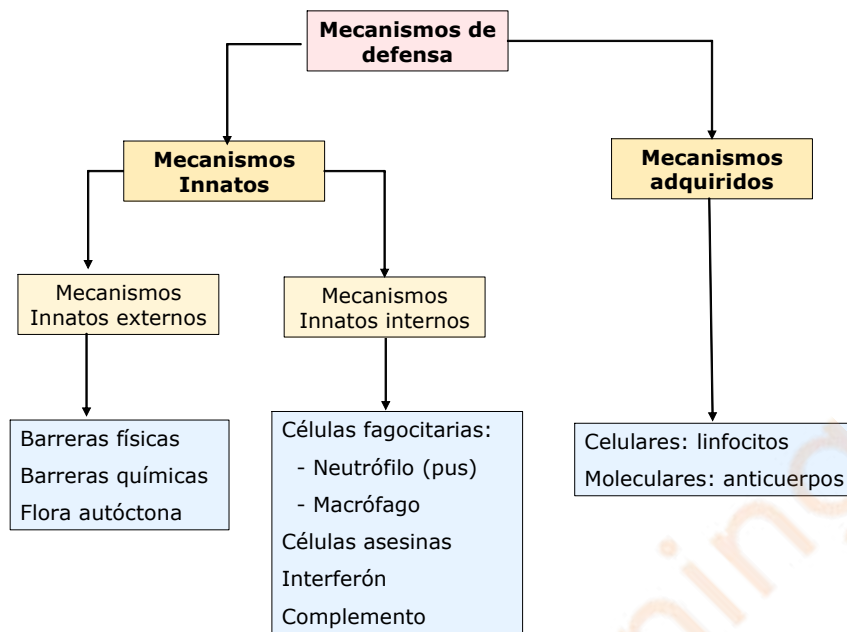 Mecanismos de
defensa
Mecanismos
Innatos
Mecanismos
adquiridos
Mecanismos
Innatos externos
Mecanismos
Innatos internos
Barreras físicas
Barreras químicas
Flora autóctona
Células fagocitarias:
- Neutrófilo (pus)
- Macrófago
Células asesinas
Interferón
Complemento
Celulares: linfocitos
Moleculares: anticuerpos
ning